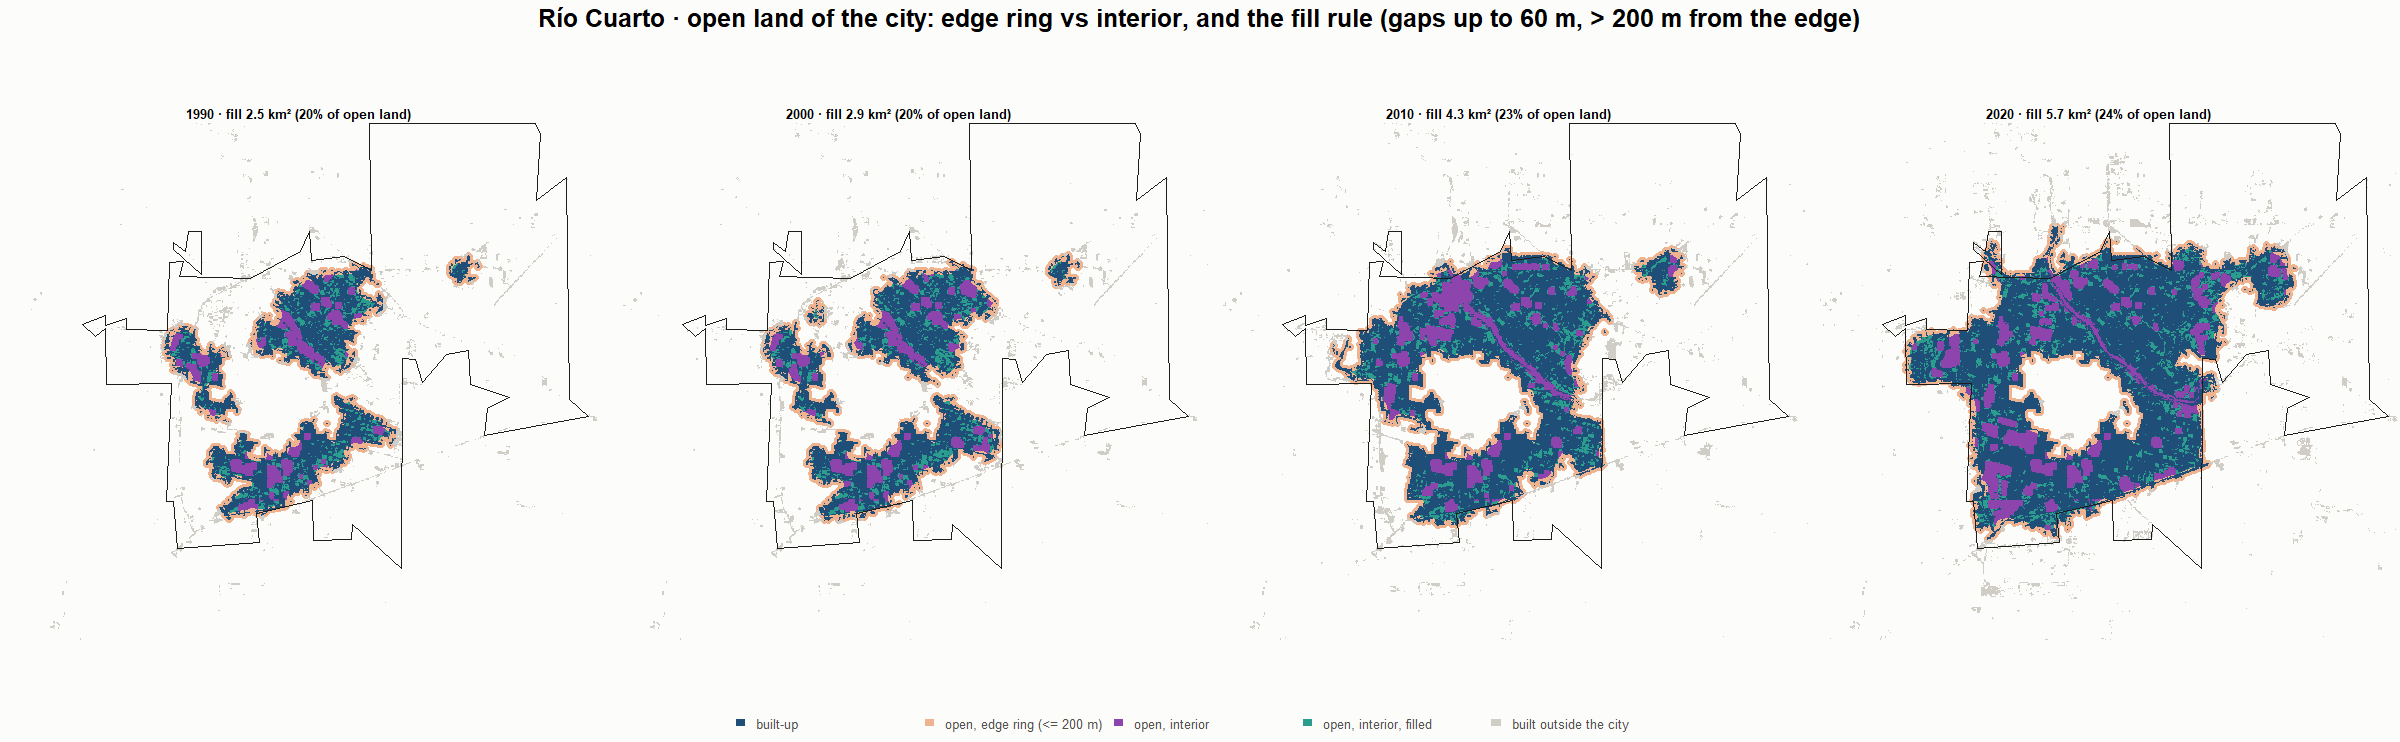 Río Cuarto · open land of the city: edge ring vs interior, and the fill rule (gaps up to 60 m, > 200 m from the edge)
1990 · fill 2.5 km² (20% of open land)
2000 · fill 2.9 km² (20% of open land)
2010 · fill 4.3 km² (23% of open land)
2020 · fill 5.7 km² (24% of open land)
built-up
open, edge ring (<= 200 m)
open, interior
open, interior, filled
built outside the city